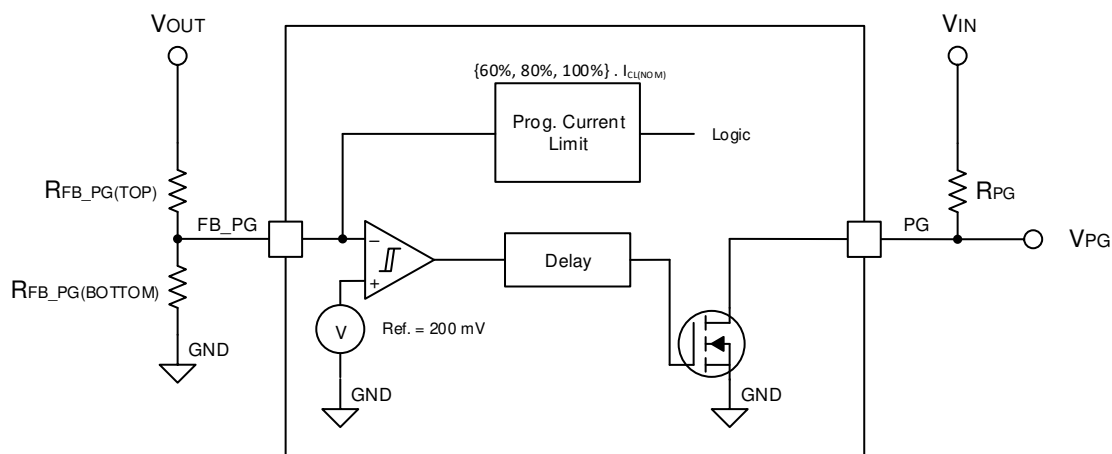 VOUT
VIN
{60%, 80%, 100%} . ICL(NOM)
Prog. Current
Limit
Logic
RFB_PG(TOP)
RPG
FB_PG
PG
VPG
−
+
Delay
RFB_PG(BOTTOM)
V
Ref. = 200 mV
GND
GND
GND